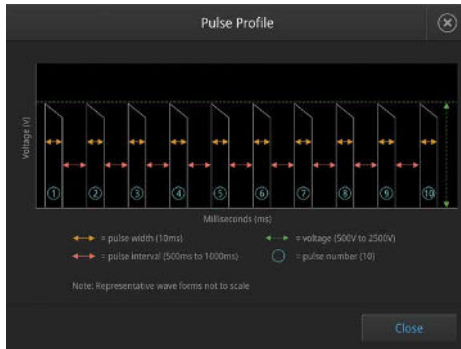 Pulse Profile
Voltage (V)
1 2 3 4 5 6 7 8 9 10
Milliseconds (ms)
= pulse width (10ms) = voltage (500V to 2500V)
= pulse interval (500ms to 1000ms) = pulse number (10)
Note: Representative wave forms not to scale
Close